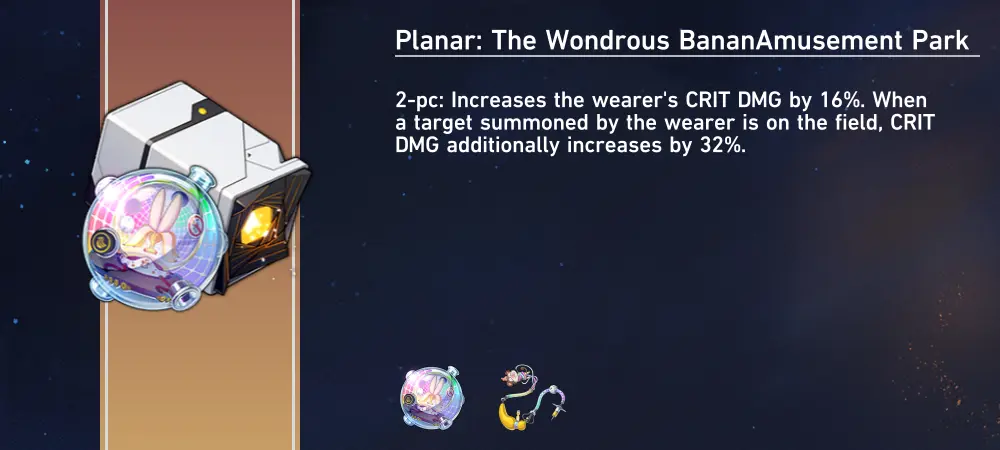 Planar: The Wondrous BananAmusement Park
2-pc: Increases the wearer's CRIT DMG by 16%. When
a target summoned by the wearer is on the field, CRIT
DMG additionally increases by 32%.